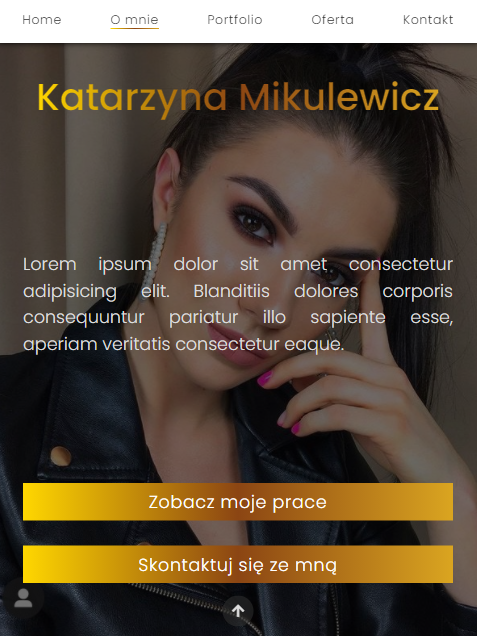 Home O mnie Portfolio Oferta Kontakt
Katarzyna Mikulewicz
Lorem ipsum dolor sit amet consectetur
adipisicing elit. Blanditiis dolores corporis
consequuntur pariatur illo sapiente esse,
aperiam veritatis consectetur eaque.
Zobacz moje prace
Skontaktuj się ze mną